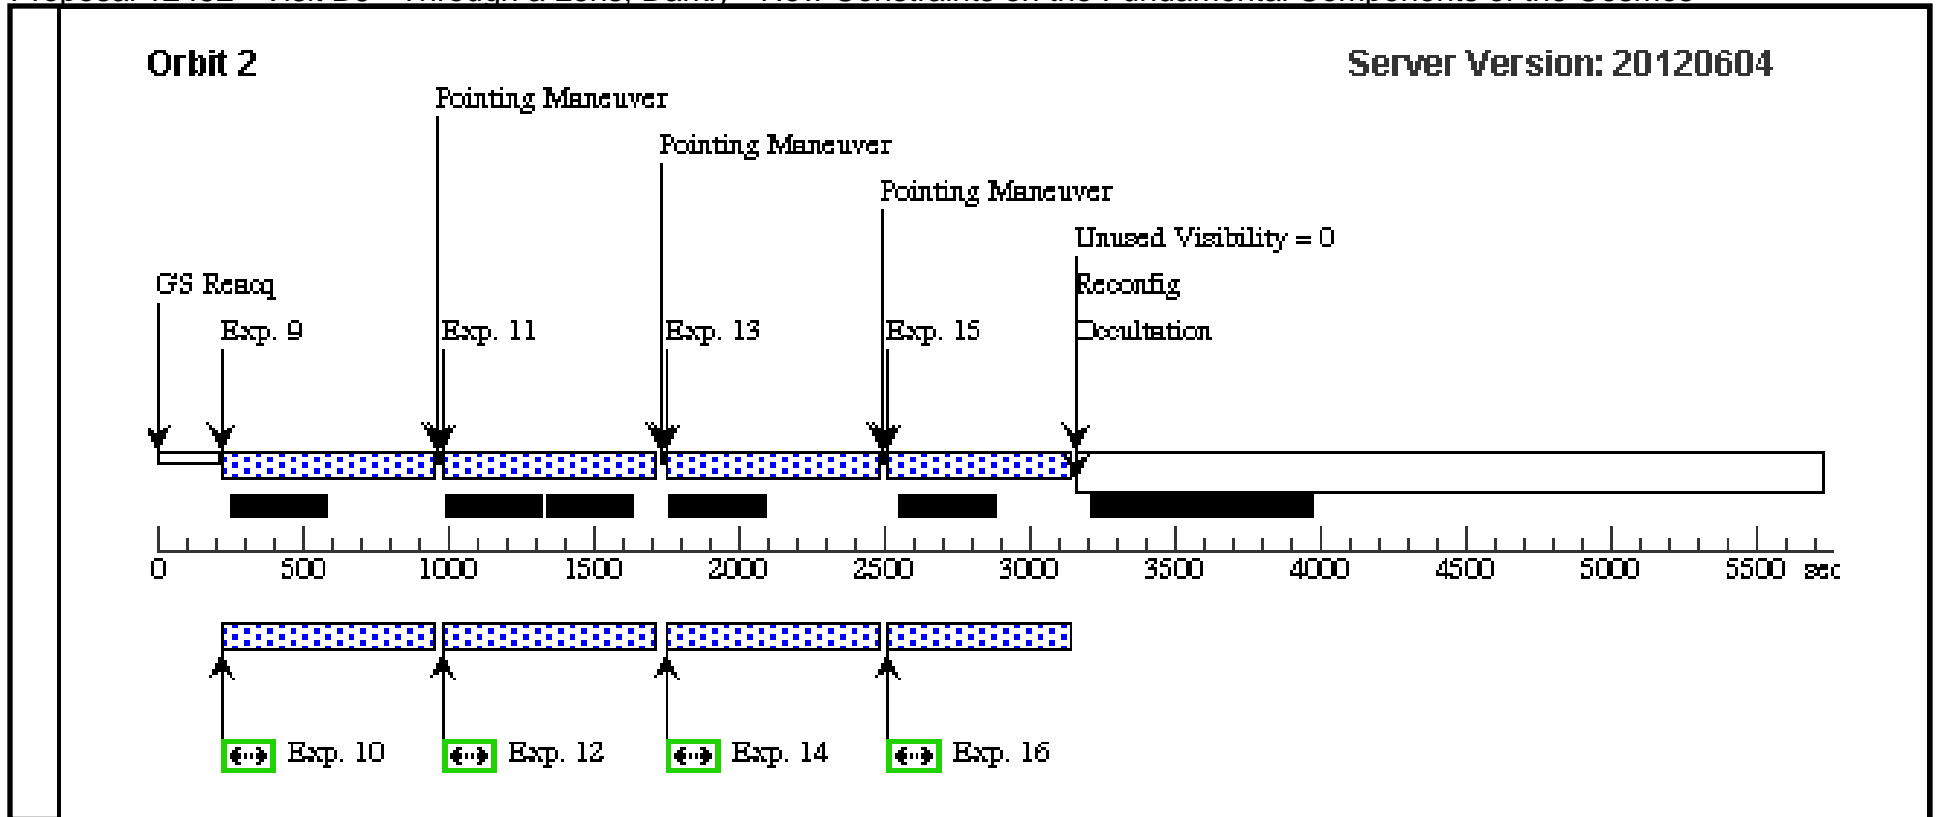 Orbit 2
Server Version: 20120604
Pointing Maneuver
Pointing Maneuver
Pointing Maneuver
Unused Visibility = 0
GS Reacq
Reconfig
Exp. 9
Exp. 11
Exp. 13
Exp. 15
Occultation
0 500 1000 1500 2000 2500 3000 3500 4000 4500 5000 5500 sec
Exp. 10
Exp. 12
Exp. 14
Exp. 16